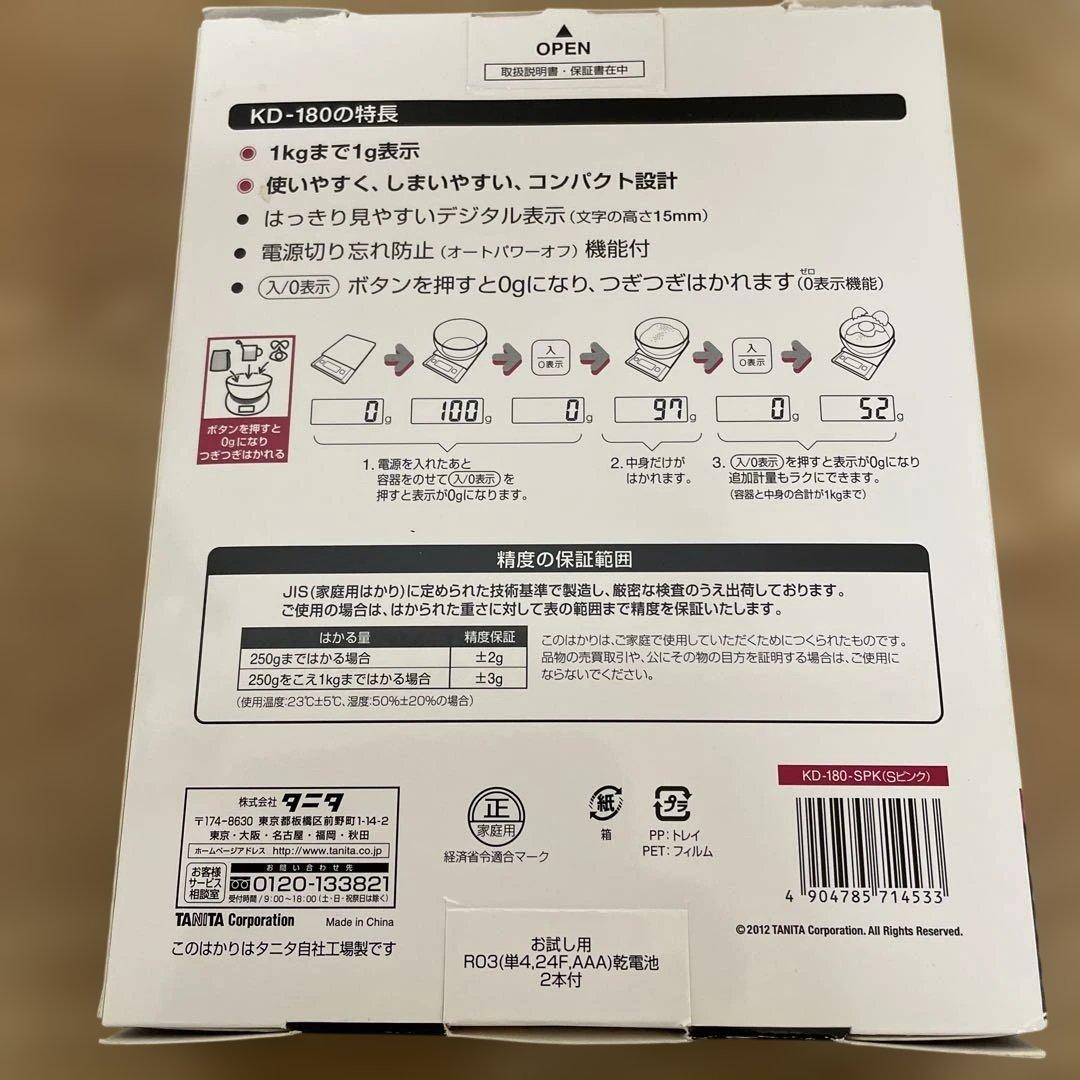 OPEN
取扱説明書・保証書在中
KD-180の特長
1kgまで1g表示
使いやすく、しまいやすい、コンパクト設計
はっきり見やすいデジタル表示(文字の高さ15mm)
電源切り忘れ防止(オートパワーオフ)機能付
入/0表示 ボタンを押すと0gになり、つぎつぎはかれます(0表示機能)
ゼロ
入
0表示
入
0表示
0g
100g
0g
97g
0g
52g
ボタンを押すと
0gになり
つぎつぎはかれる
1. 電源を入れたあと
容器をのせて 入/0表示 を
押すと表示が0gになります。
2. 中身だけが
はかれます。
3. 入/0表示 を押すと表示が0gになり
追加計量もラクにできます。
(容器と中身の合計が1kgまで)
精度の保証範囲
JIS(家庭用はかり)に定められた技術基準で製造し、厳密な検査のうえ出荷しております。
ご使用の場合は、はかられた重さに対して表の範囲まで精度を保証いたします。
はかる量 精度保証
250gまではかる場合 ±2g
250gをこえ1kgまではかる場合 ±3g
(使用温度:23℃±5℃、湿度:50%±20%の場合)
このはかりは、ご家庭で使用していただくためにつくられたものです。
品物の売買取引や、公にその物の目方を証明する場合は、ご使用に
ならないでください。
KD-180-SPK(Sピンク)
株式会社 タニタ
〒174-8630 東京都板橋区前野町1-14-2
東京・大阪・名古屋・福岡・秋田
ホームページアドレス http://www.tanita.co.jp
お客様
サービス
相談室
お問い合わせ先
0120-133821
受付時間/9:00~18:00(土・日・祝祭日は除く)
TANITA Corporation Made in China
このはかりはタニタ自社工場製です
正
家庭用
経済省令適合マーク
紙
箱
プラ
PP:トレイ
PET:フィルム
4 904785 714533
©2012 TANITA Corporation. All Rights Reserved.
お試し用
R03(単4,24F,AAA)乾電池
2本付